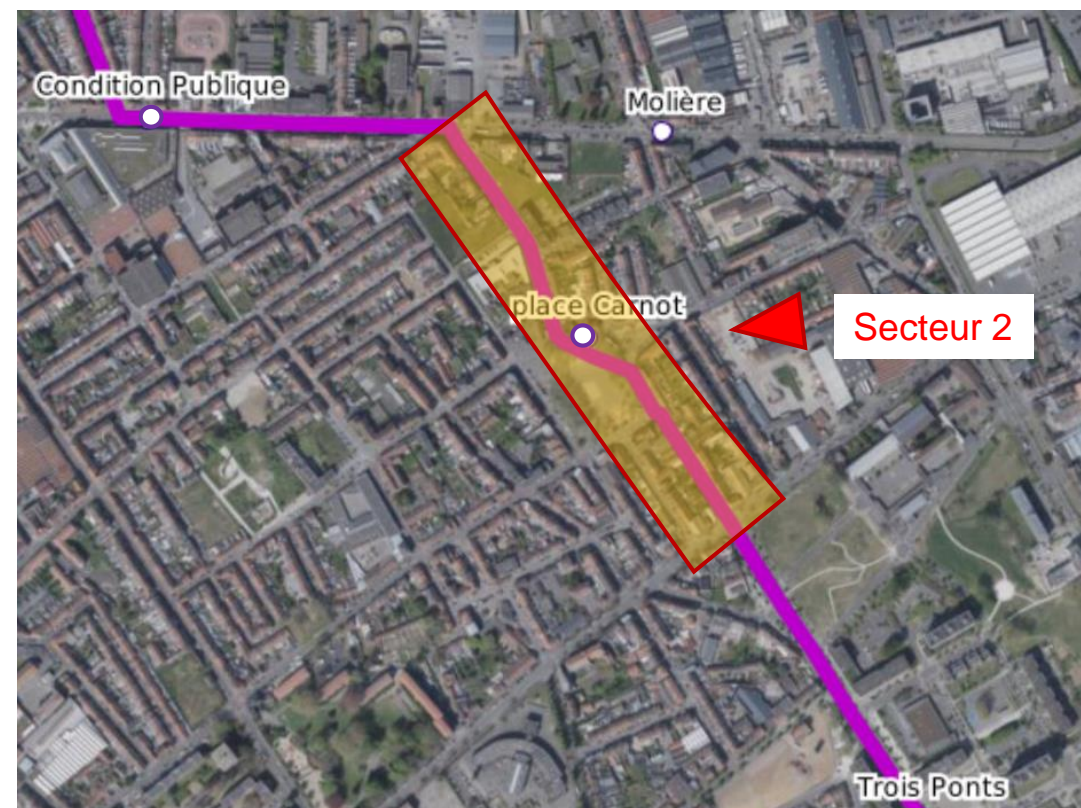 Condition Publique
Molière
place Carnot
Secteur 2
Trois Ponts